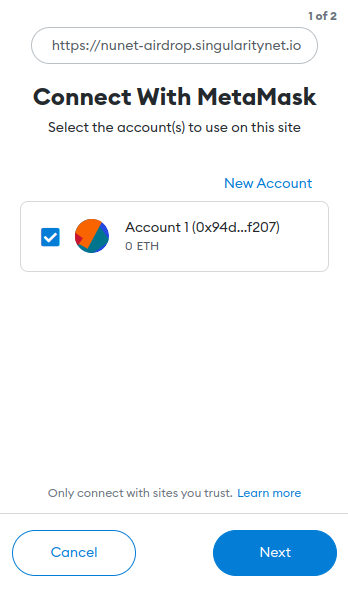 1 of 2
https://nunet-airdrop.singularitynet.io
Connect With MetaMask
Select the account(s) to use on this site
New Account
Account 1 (0x94d...f207)
0 ETH
Only connect with sites you trust. Learn more
Cancel
Next